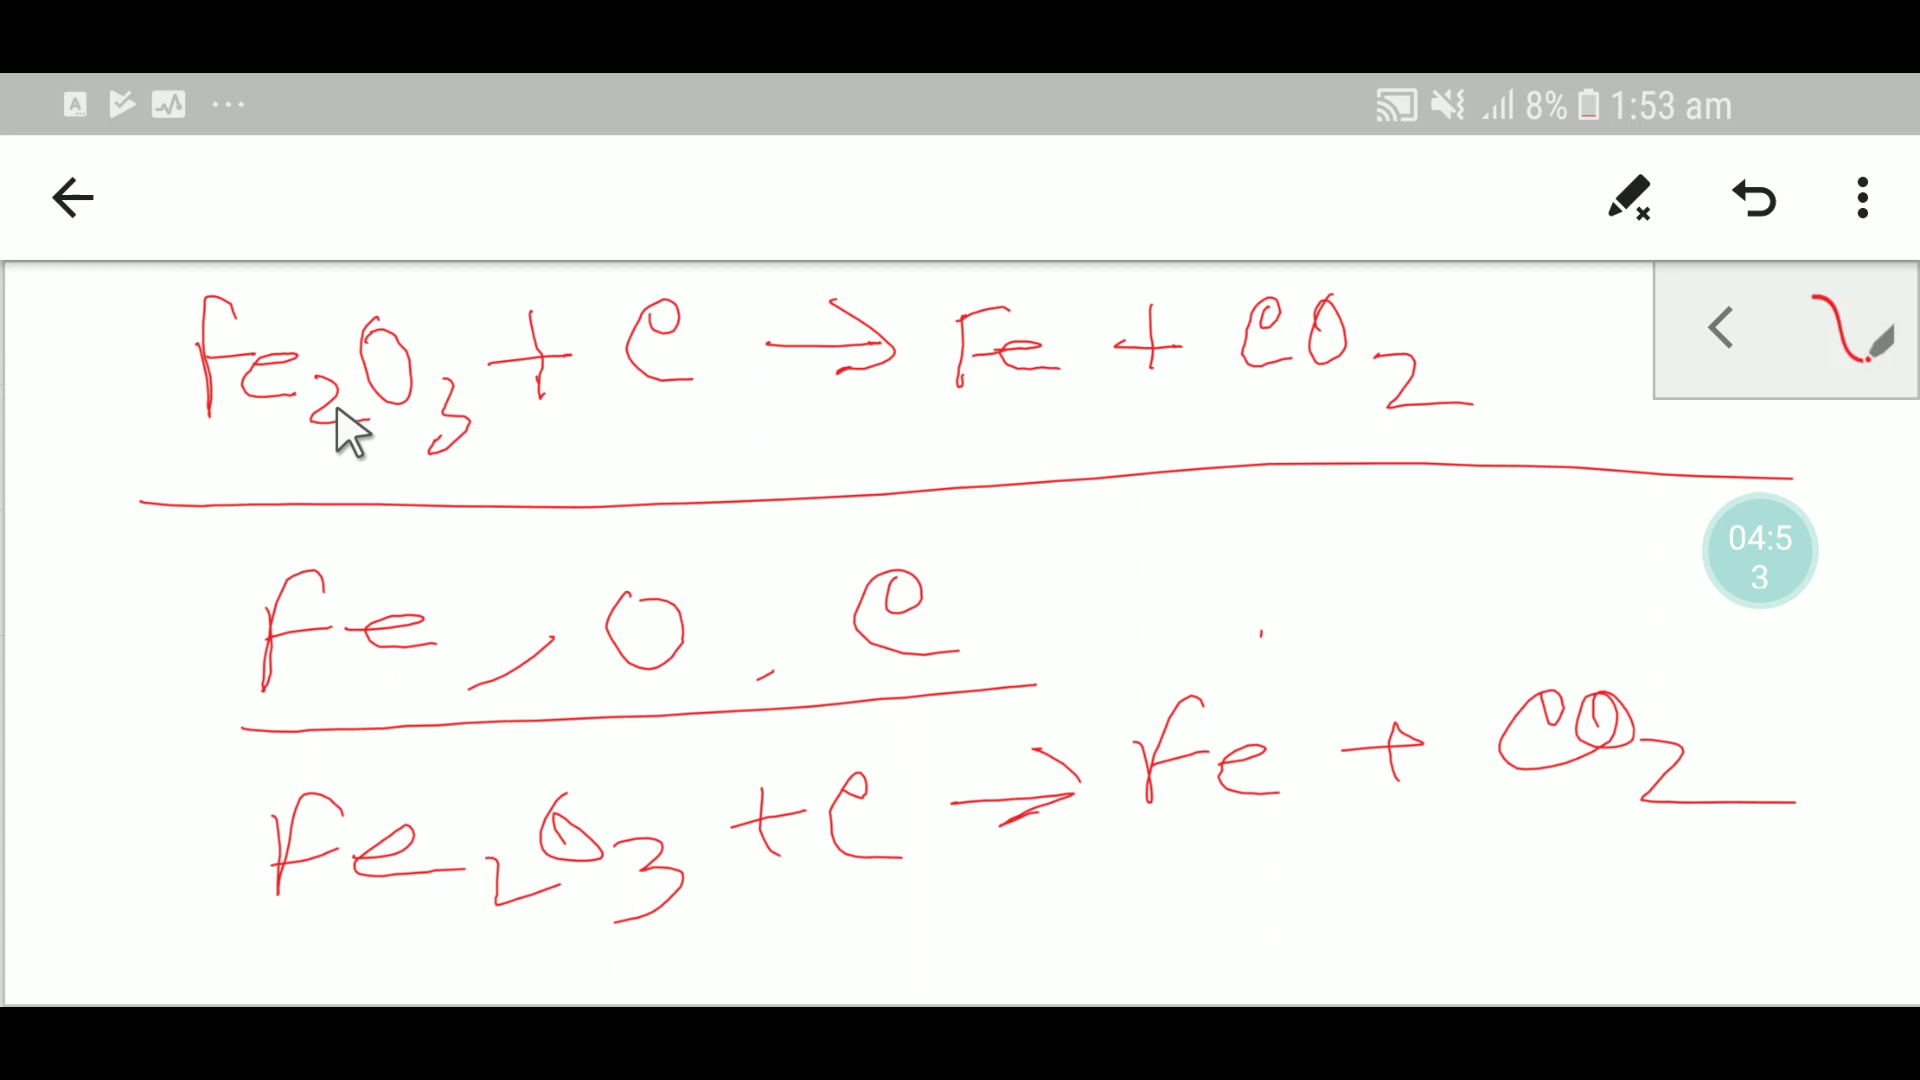 8% 1:53 am
Fe₂O₃ + C → Fe + CO₂
04:5
3
Fe, O, C
Fe₂O₃ + C → Fe + CO₂